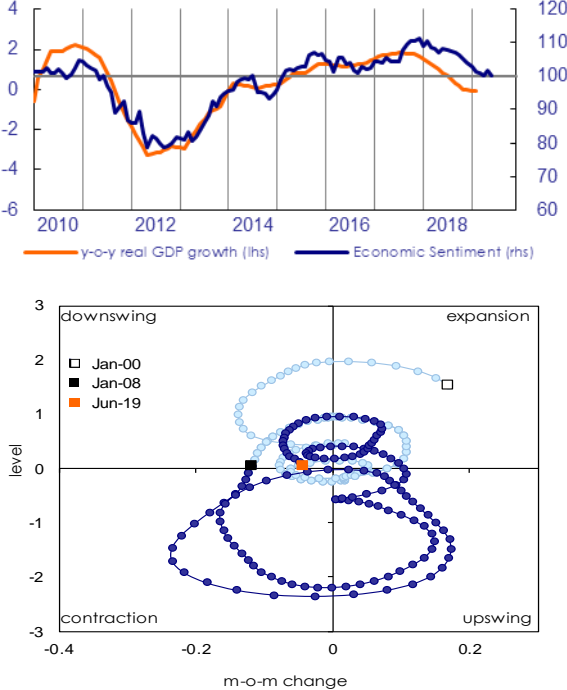 4 120
2 110
0 100
-2 90
-4 80
-6 70
60
2010 2012 2014 2016 2018
y-o-y real GDP growth (lhs) Economic Sentiment (rhs)
3
downswing expansion
2
Jan-00
Jan-08
Jun-19
1
level
0
-1
-2
contraction upswing
-3
-0.4 -0.2 0 0.2
m-o-m change